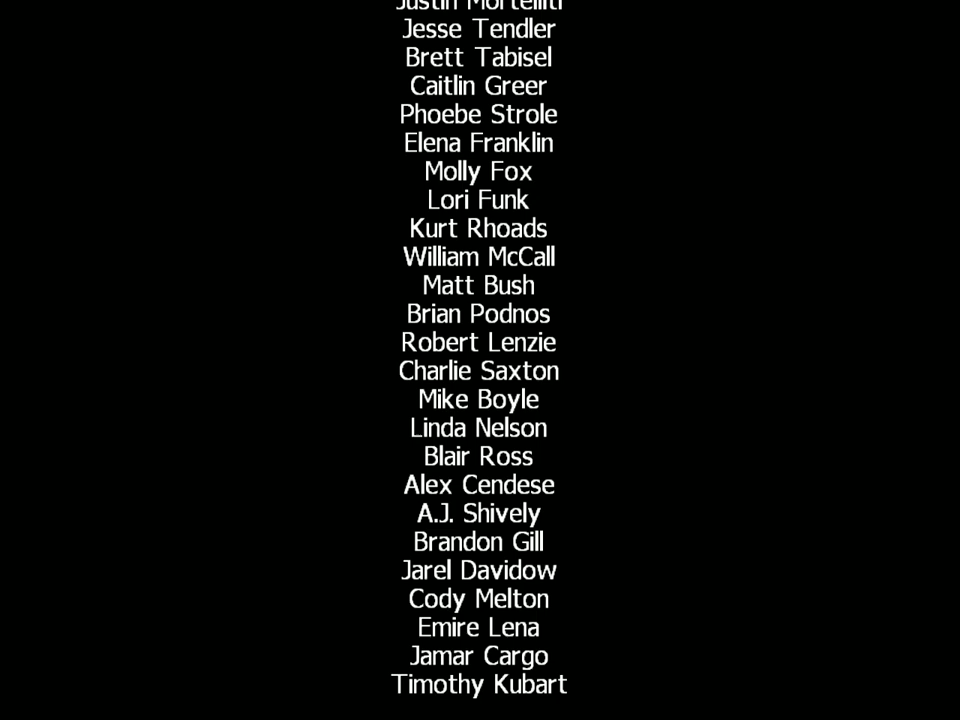 Justin Mortelliti
Jesse Tendler
Brett Tabisel
Caitlin Greer
Phoebe Strole
Elena Franklin
Molly Fox
Lori Funk
Kurt Rhoads
William McCall
Matt Bush
Brian Podnos
Robert Lenzie
Charlie Saxton
Mike Boyle
Linda Nelson
Blair Ross
Alex Cendese
A.J. Shively
Brandon Gill
Jarel Davidow
Cody Melton
Emire Lena
Jamar Cargo
Timothy Kubart